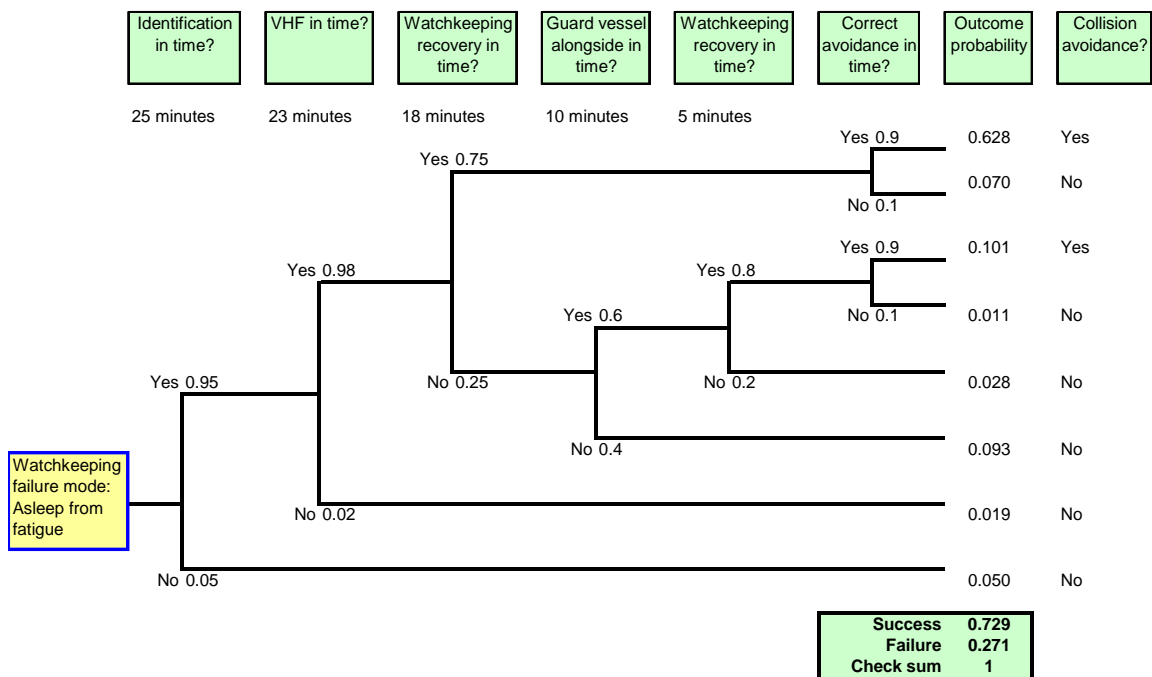 Identification
in time?
VHF in time?
Watchkeeping
recovery in
time?
Guard vessel
alongside in
time?
Watchkeeping
recovery in
time?
Correct
avoidance in
time?
Outcome
probability
Collision
avoidance?
25 minutes
23 minutes
18 minutes
10 minutes
5 minutes
Yes 0.9 0.628 Yes
Yes 0.75
0.070 No
No 0.1
Yes 0.9 0.101 Yes
Yes 0.98
Yes 0.8
Yes 0.6
No 0.1 0.011 No
Yes 0.95
No 0.25
No 0.2
0.028 No
No 0.4
0.093 No
Watchkeeping
failure mode:
Asleep from
fatigue
No 0.02
0.019 No
No 0.05
0.050 No
Success 0.729
Failure 0.271
Check sum 1